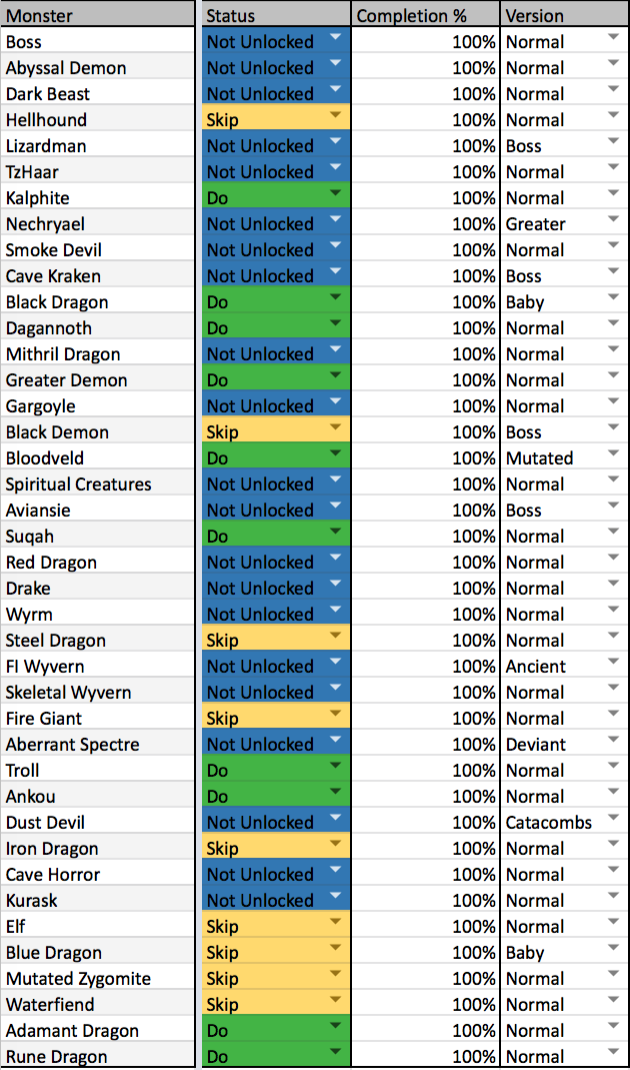 Monster Status Completion % Version
Boss Not Unlocked 100% Normal
Abyssal Demon Not Unlocked 100% Normal
Dark Beast Not Unlocked 100% Normal
Hellhound Skip 100% Normal
Lizardman Not Unlocked 100% Boss
TzHaar Not Unlocked 100% Normal
Kalphite Do 100% Normal
Nechryael Not Unlocked 100% Greater
Smoke Devil Not Unlocked 100% Normal
Cave Kraken Not Unlocked 100% Boss
Black Dragon Do 100% Baby
Dagannoth Do 100% Normal
Mithril Dragon Not Unlocked 100% Normal
Greater Demon Do 100% Normal
Gargoyle Not Unlocked 100% Normal
Black Demon Skip 100% Boss
Bloodveld Do 100% Mutated
Spiritual Creatures Not Unlocked 100% Normal
Aviansie Not Unlocked 100% Boss
Suqah Do 100% Normal
Red Dragon Not Unlocked 100% Normal
Drake Not Unlocked 100% Normal
Wyrm Not Unlocked 100% Normal
Steel Dragon Skip 100% Normal
FI Wyvern Not Unlocked 100% Ancient
Skeletal Wyvern Not Unlocked 100% Normal
Fire Giant Skip 100% Normal
Aberrant Spectre Not Unlocked 100% Deviant
Troll Do 100% Normal
Ankou Do 100% Normal
Dust Devil Not Unlocked 100% Catacombs
Iron Dragon Skip 100% Normal
Cave Horror Not Unlocked 100% Normal
Kurask Not Unlocked 100% Normal
Elf Skip 100% Normal
Blue Dragon Skip 100% Baby
Mutated Zygomite Skip 100% Normal
Waterfiend Skip 100% Normal
Adamant Dragon Do 100% Normal
Rune Dragon Do 100% Normal